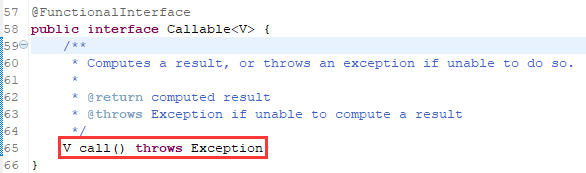 57 @FunctionalInterface
58 public interface Callable<V> {
59 /**
60 * Computes a result, or throws an exception if unable to do so.
61 *
62 * @return computed result
63 * @throws Exception if unable to compute a result
64 */
65 V call() throws Exception
66 }